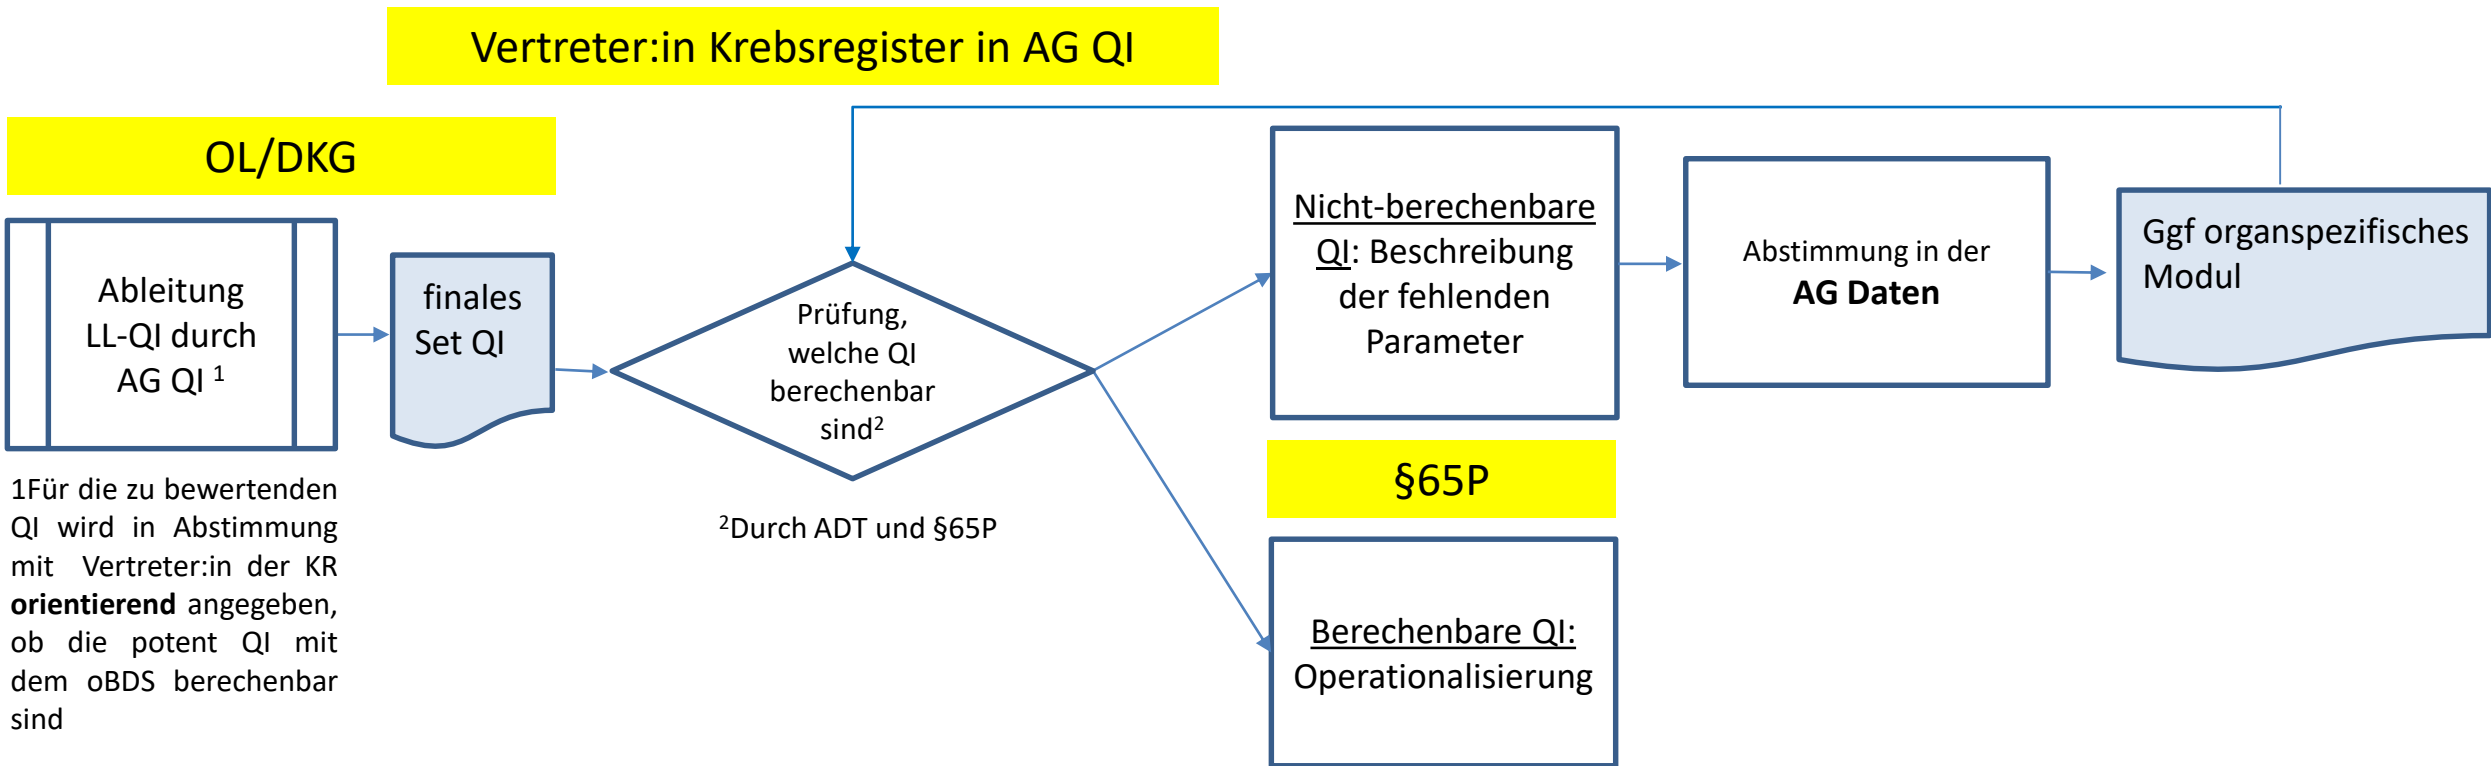 Vertreter:in Krebsregister in AG QI
OL/DKG
Ableitung
LL-QI durch
AG QI ¹
finales
Set QI
Prüfung,
welche QI
berechenbar
sind²
²Durch ADT und §65P
Nicht-berechenbare
QI: Beschreibung
der fehlenden
Parameter
Abstimmung in der
AG Daten
Ggf organspezifisches
Modul
§65P
Berechenbare QI:
Operationalisierung
1Für die zu bewertenden
QI wird in Abstimmung
mit Vertreter:in der KR
orientierend angegeben,
ob die potent QI mit
dem oBDS berechenbar
sind